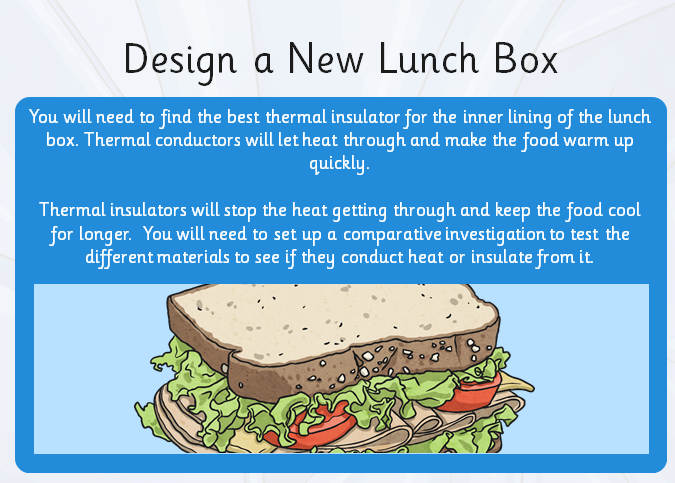 Design a New Lunch Box
You will need to find the best thermal insulator for the inner lining of the lunch
box. Thermal conductors will let heat through and make the food warm up
quickly.
Thermal insulators will stop the heat getting through and keep the food cool
for longer. You will need to set up a comparative investigation to test the
different materials to see if they conduct heat or insulate from it.